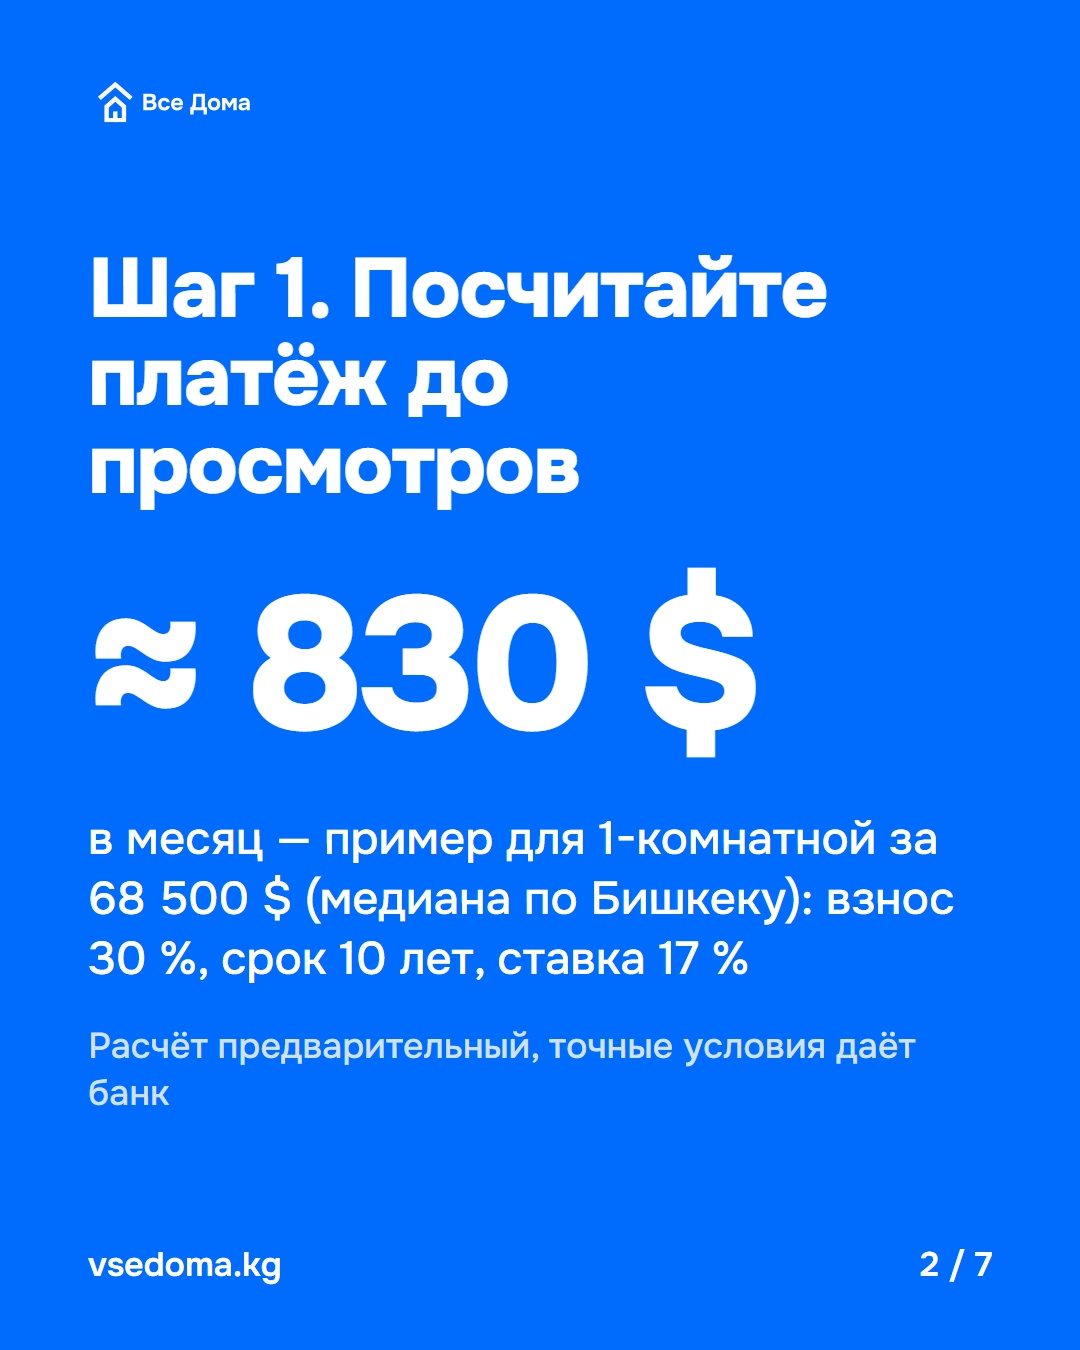 Все Дома
Шаг 1. Посчитайте
платёж до
просмотров
≈ 830 $
в месяц — пример для 1-комнатной за
68 500 $ (медиана по Бишкеку): взнос
30 %, срок 10 лет, ставка 17 %
Расчёт предварительный, точные условия даёт
банк
vsedoma.kg
2 / 7